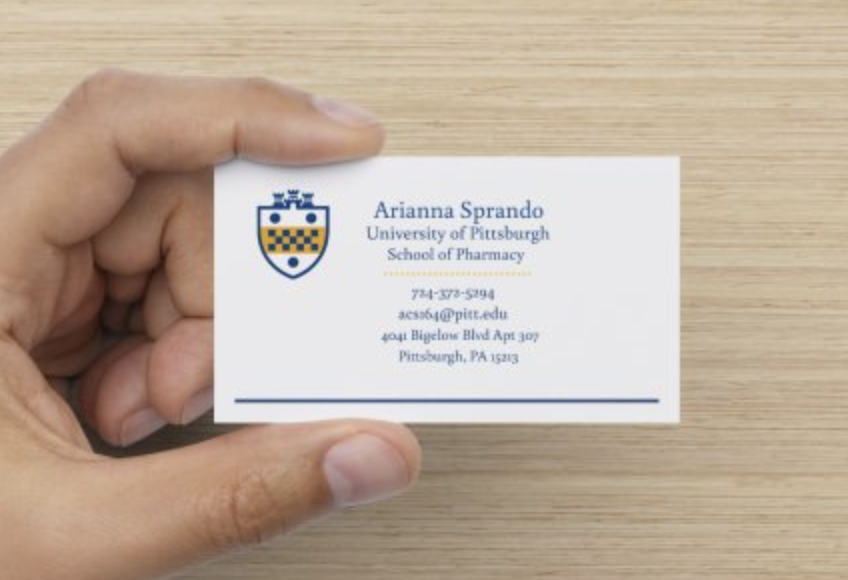 Arianna Sprando
University of Pittsburgh
School of Pharmacy
724-372-5294
acs164@pitt.edu
4041 Bigelow Blvd Apt 307
Pittsburgh, PA 15213